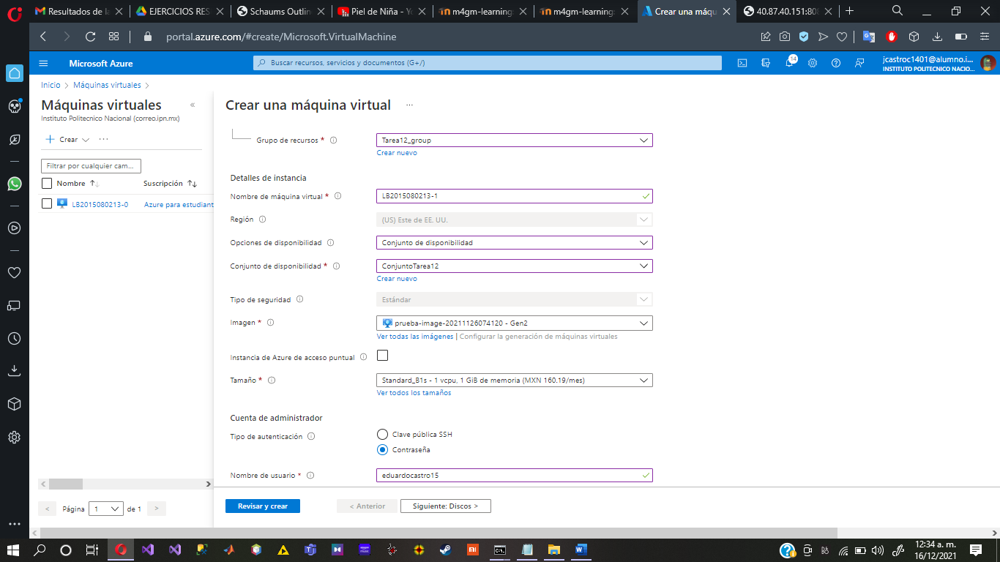 Resultados de la
EJERCICIOS RES
Schaums Outlin
Piel de Niña - Yo
m4gm-learning
m4gm-learning
Crear una máqu
40.87.40.151:808
portal.azure.com/#create/Microsoft.VirtualMachine
Microsoft Azure
Buscar recursos, servicios y documentos (G+/)
14
jcastroc1401@alumno.i...
INSTITUTO POLITECNICO NACIO...
Inicio > Máquinas virtuales >
Máquinas virtuales
Instituto Politecnico Nacional (correo.ipn.mx)
+ Crear ...
Filtrar por cualquier cam...
Nombre ↑↓ Suscripción ↑↓
LB2015080213-0 Azure para estudiant
< Página 1 de 1 >
Crear una máquina virtual ...
Grupo de recursos * Tarea12_group
Crear nuevo
Detalles de instancia
Nombre de máquina virtual * LB2015080213-1
Región (US) Este de EE. UU.
Opciones de disponibilidad Conjunto de disponibilidad
Conjunto de disponibilidad * ConjuntoTarea12
Crear nuevo
Tipo de seguridad Estándar
Imagen * prueba-image-20211126074120 - Gen2
Ver todas las imágenes | Configurar la generación de máquinas virtuales
Instancia de Azure de acceso puntual
Tamaño * Standard_B1s - 1 vcpu, 1 GiB de memoria (MXN 160.19/mes)
Ver todos los tamaños
Cuenta de administrador
Tipo de autenticación
Clave pública SSH
Contraseña
Nombre de usuario * eduardocastro15
Revisar y crear
< Anterior
Siguiente: Discos >
12:34 a. m.
16/12/2021